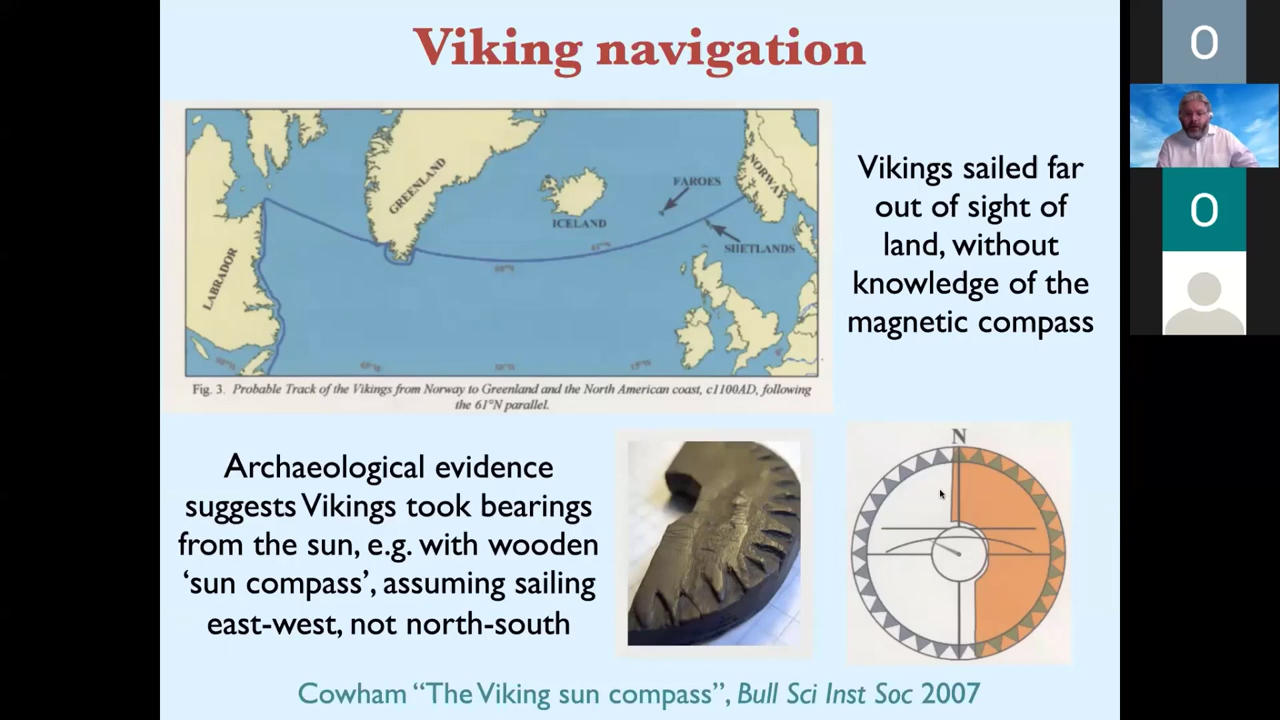 Viking navigation
GREENLAND
NORWAY
FAROES
ICELAND
SHETLANDS
LABRADOR
Fig. 3. Probable Track of the Vikings from Norway to Greenland and the North American coast, c1100AD, following
the 61°N parallel.
Vikings sailed far
out of sight of
land, without
knowledge of the
magnetic compass
Archaeological evidence
suggests Vikings took bearings
from the sun, e.g. with wooden
‘sun compass’, assuming sailing
east-west, not north-south
N
Cowham “The Viking sun compass”, Bull Sci Inst Soc 2007
O
O